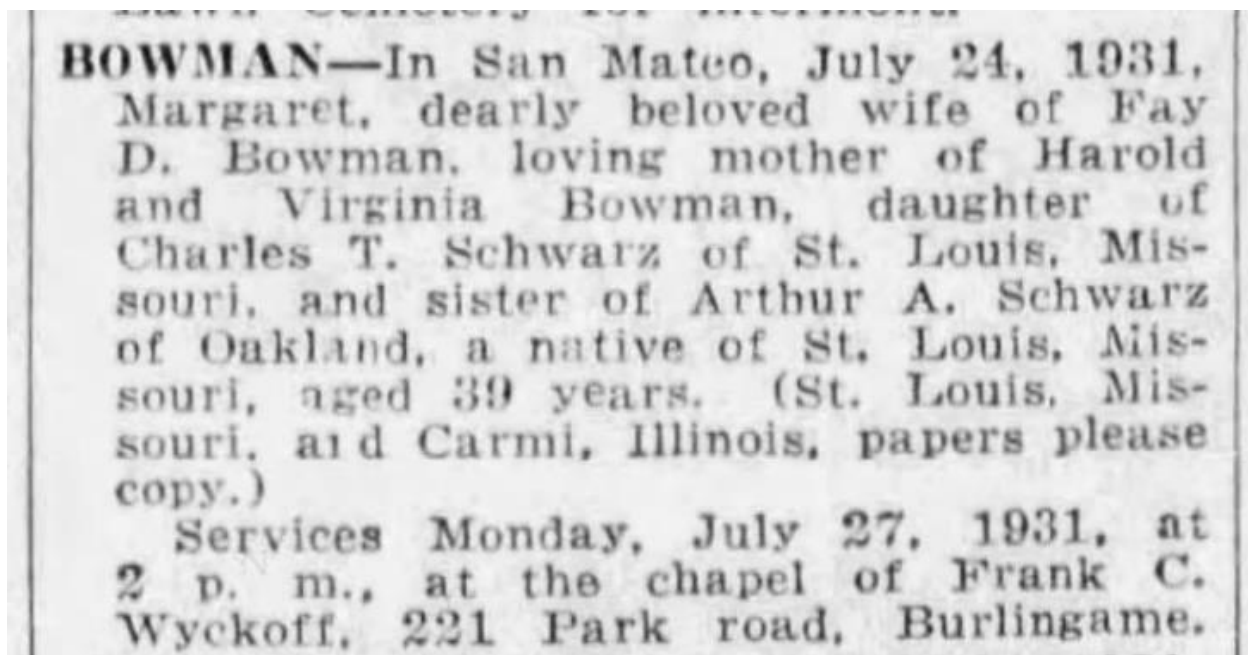 BOWMAN—In San Mateo, July 24, 1931,
Margaret, dearly beloved wife of Fay
D. Bowman, loving mother of Harold
and Virginia Bowman, daughter of
Charles T. Schwarz of St. Louis, Mis-
souri, and sister of Arthur A. Schwarz
of Oakland, a native of St. Louis, Mis-
souri, aged 39 years. (St. Louis, Mis-
souri, and Carmi, Illinois, papers please
copy.)
Services Monday, July 27, 1931, at
2 p. m., at the chapel of Frank C.
Wyckoff, 221 Park road, Burlingame.